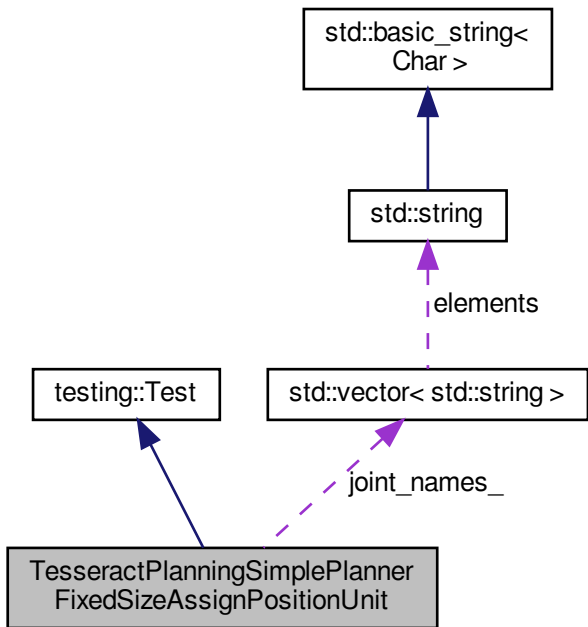 std::basic_string<
Char >
std::string
elements
testing::Test
std::vector< std::string >
joint_names_
TesseractPlanningSimplePlanner
FixedSizeAssignPositionUnit